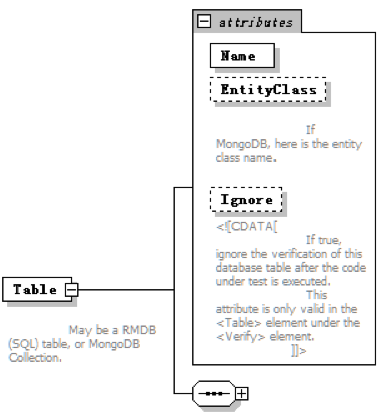 attributes
Name
EntityClass
If
MongoDB, here is the entity
class name.
Ignore
<![CDATA[
If true,
ignore the verification of this
database table after the code
under test is executed.
This
attribute is only valid in the
<Table> element under the
<Verify> element.
]]>
Table
May be a RMDB
(SQL) table, or MongoDB
Collection.